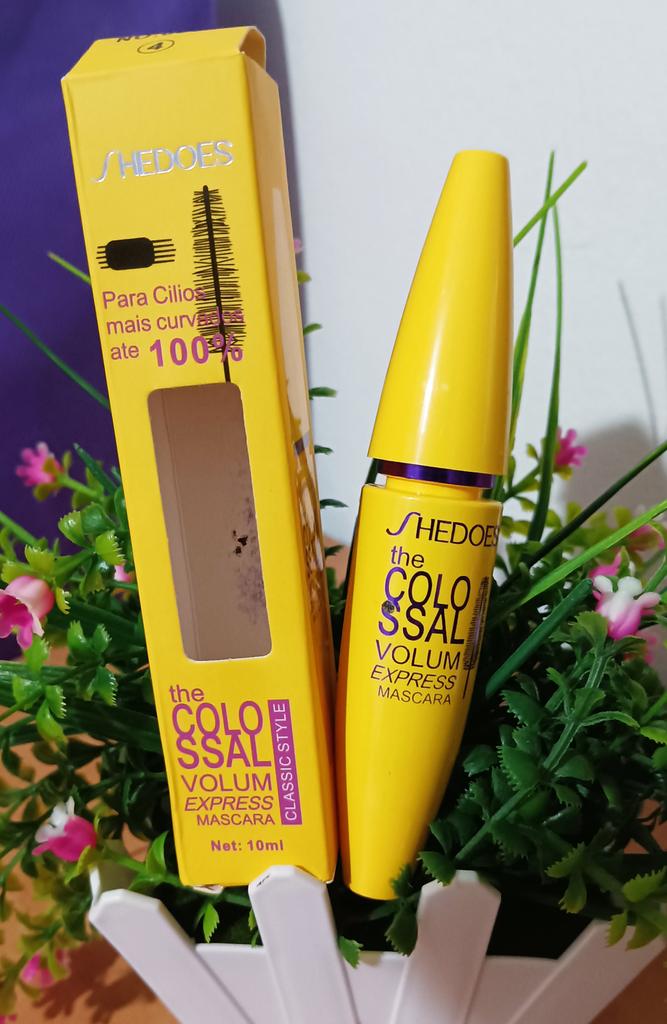 4
SHEDOES
Para Cilios
mais curvados
ate 100%
the
COLO
SSAL
VOLUM
EXPRESS
MASCARA
CLASSIC STYLE
Net: 10ml
SHEDOES
the
COLO
SSAL
VOLUM
EXPRESS
MASCARA